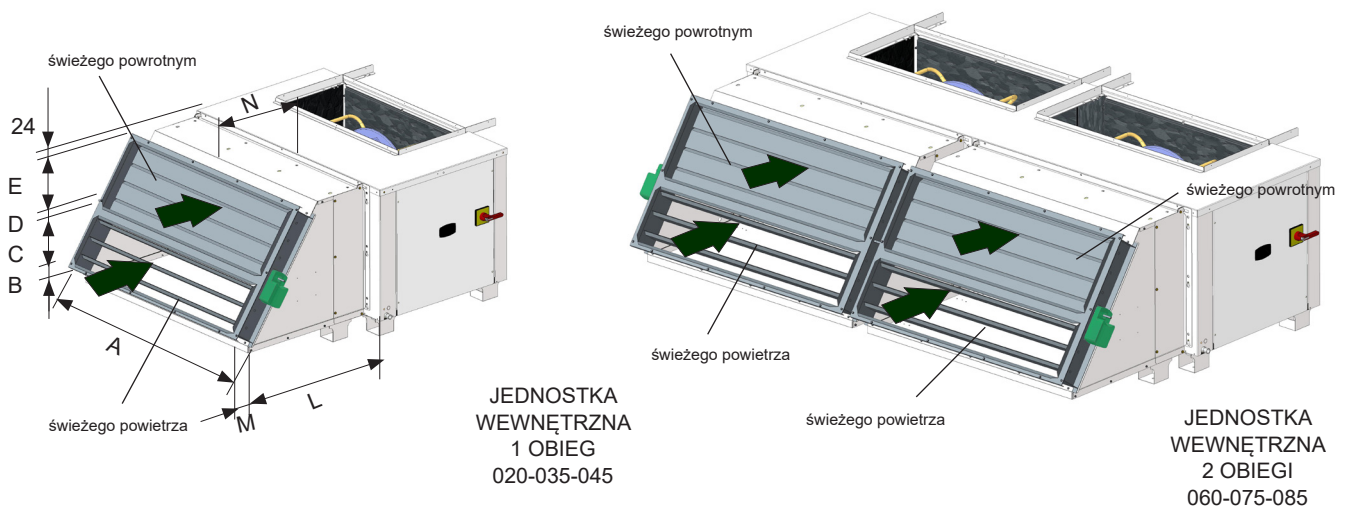 świeżego powrotnym
N
24
E
D
C
B
A
M
L
świeżego powietrza
JEDNOSTKA
WEWNĘTRZNA
1 OBIEG
020-035-045
świeżego powrotnym
świeżego powrotnym
świeżego powietrza
świeżego powietrza
JEDNOSTKA
WEWNĘTRZNA
2 OBIEGI
060-075-085